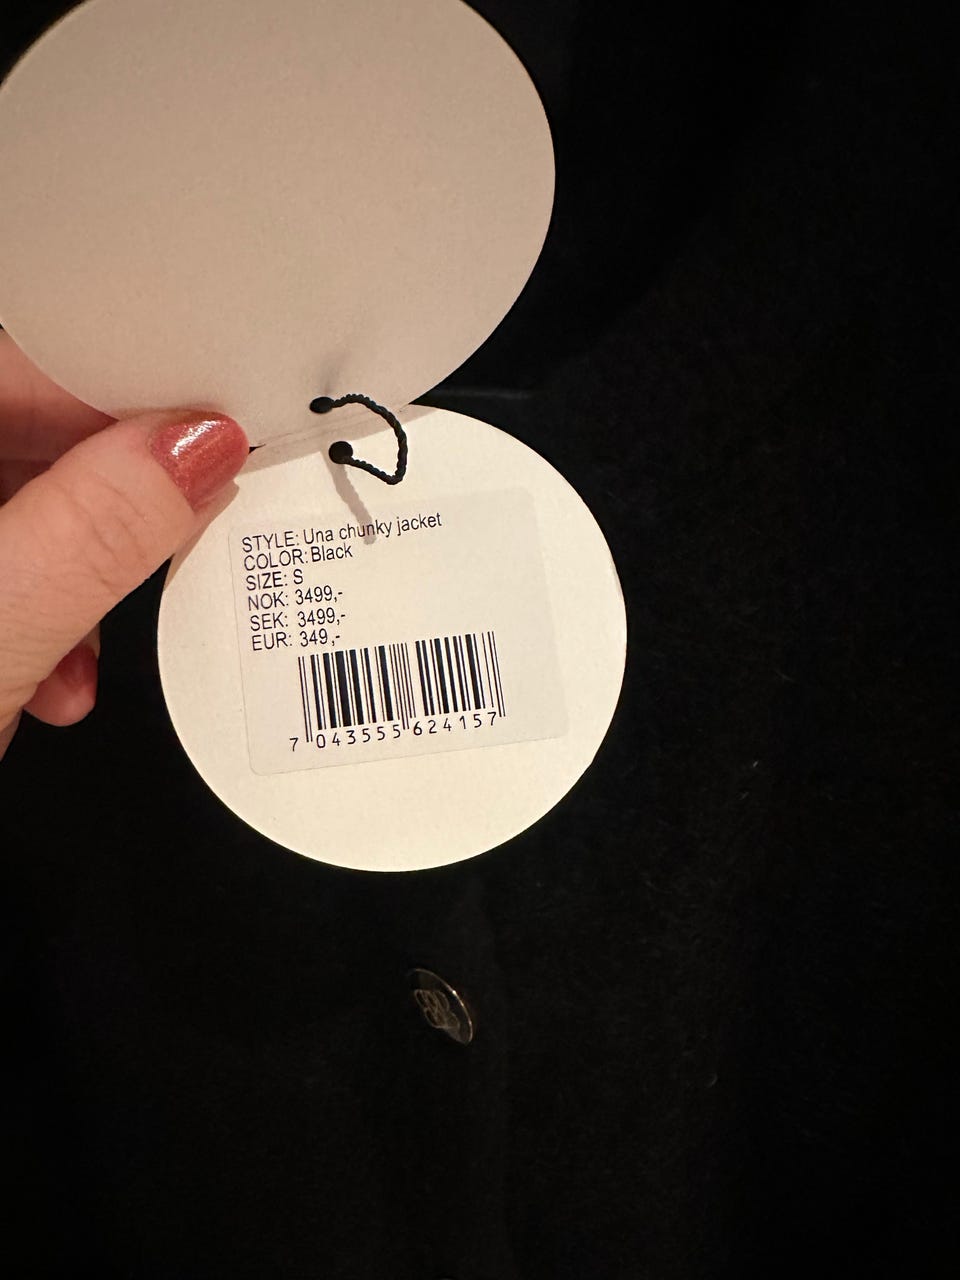 STYLE: Una chunky jacket
COLOR: Black
SIZE: S
NOK: 3499,-
SEK: 3499,-
EUR: 349,-
7 043555 624157